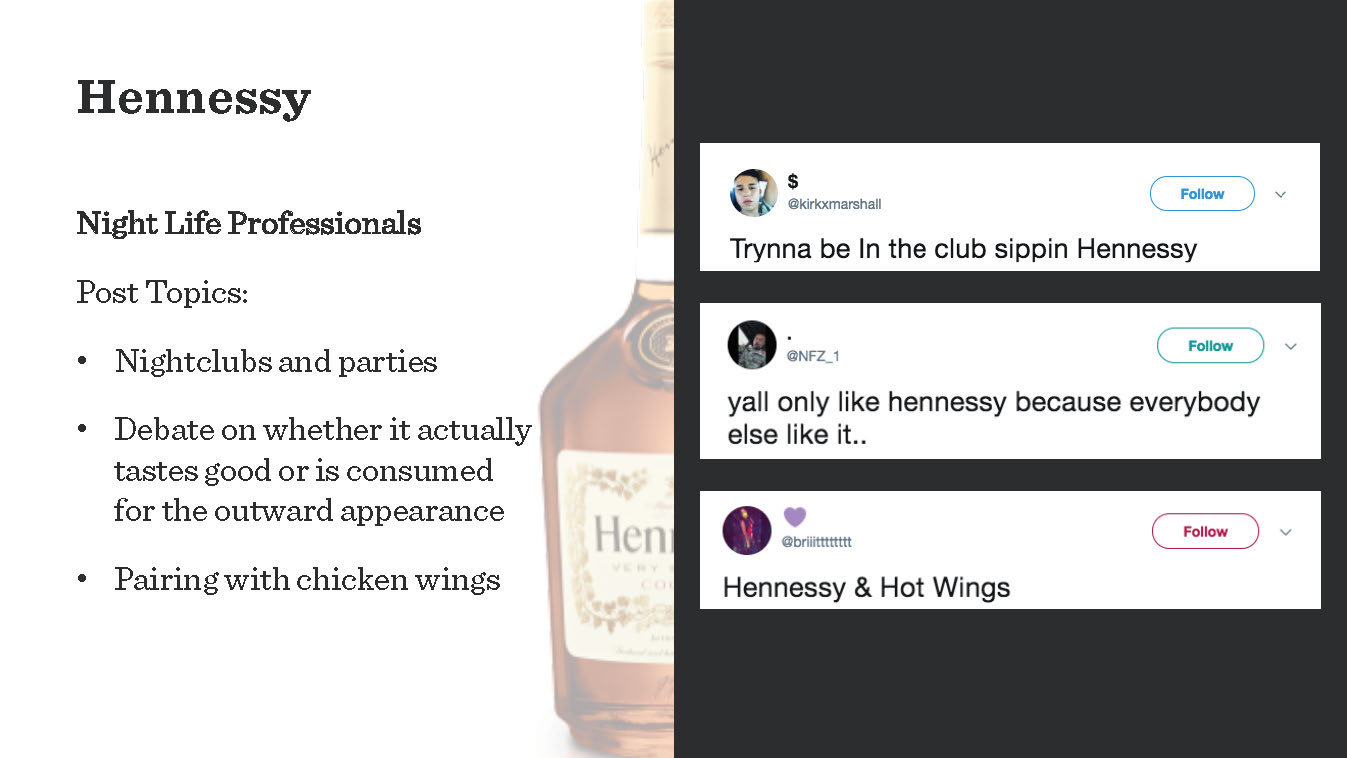 Hennessy
Night Life Professionals
Post Topics:
• Nightclubs and parties
• Debate on whether it actually
tastes good or is consumed
for the outward appearance
• Pairing with chicken wings
Henn
VERY
CO
$
@kirkxmarshall
Follow
Trynna be In the club sippin Hennessy
.
@NFZ_1
Follow
yall only like hennessy because everybody
else like it..
💜
@briiittttttttt
Follow
Hennessy & Hot Wings